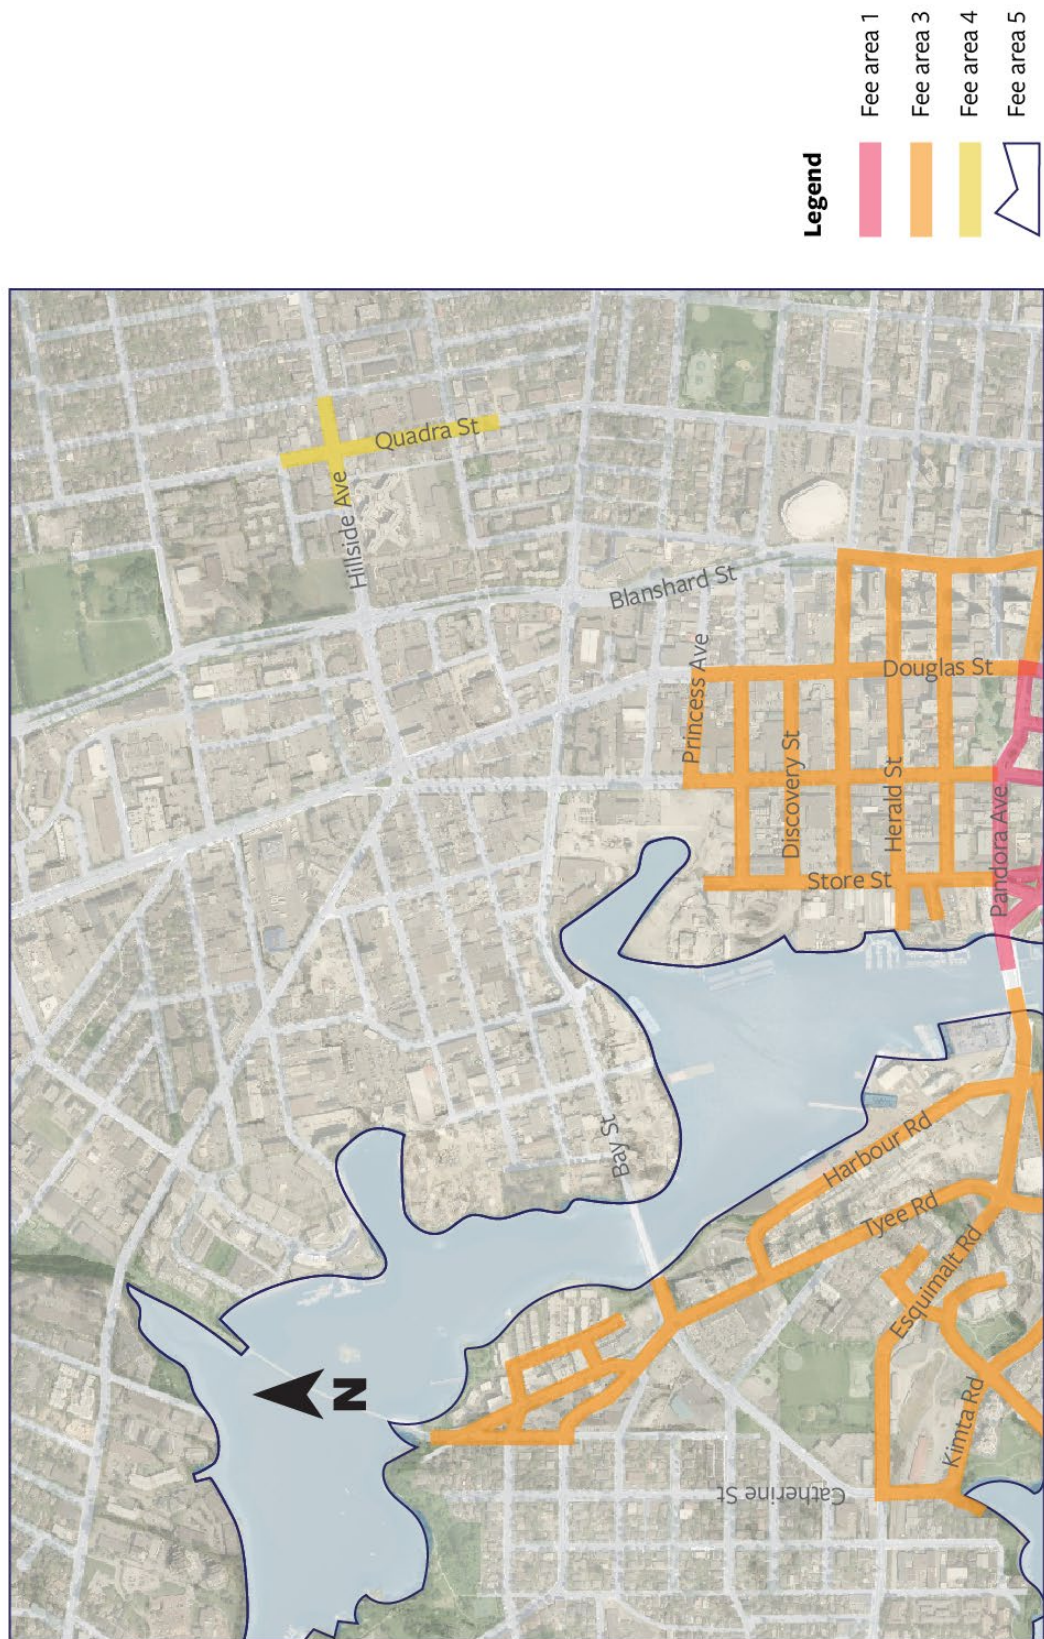 Legend
Fee area 1
Fee area 3
Fee area 4
Fee area 5
Quadra St
Hillside Ave
Blanshard St
Princess Ave
Douglas St
Discovery St
Herald St
Pandora Ave
Store St
Bay St
Harbour Rd
Tyee Rd
Esquimalt Rd
Kimta Rd
Catherine St
N